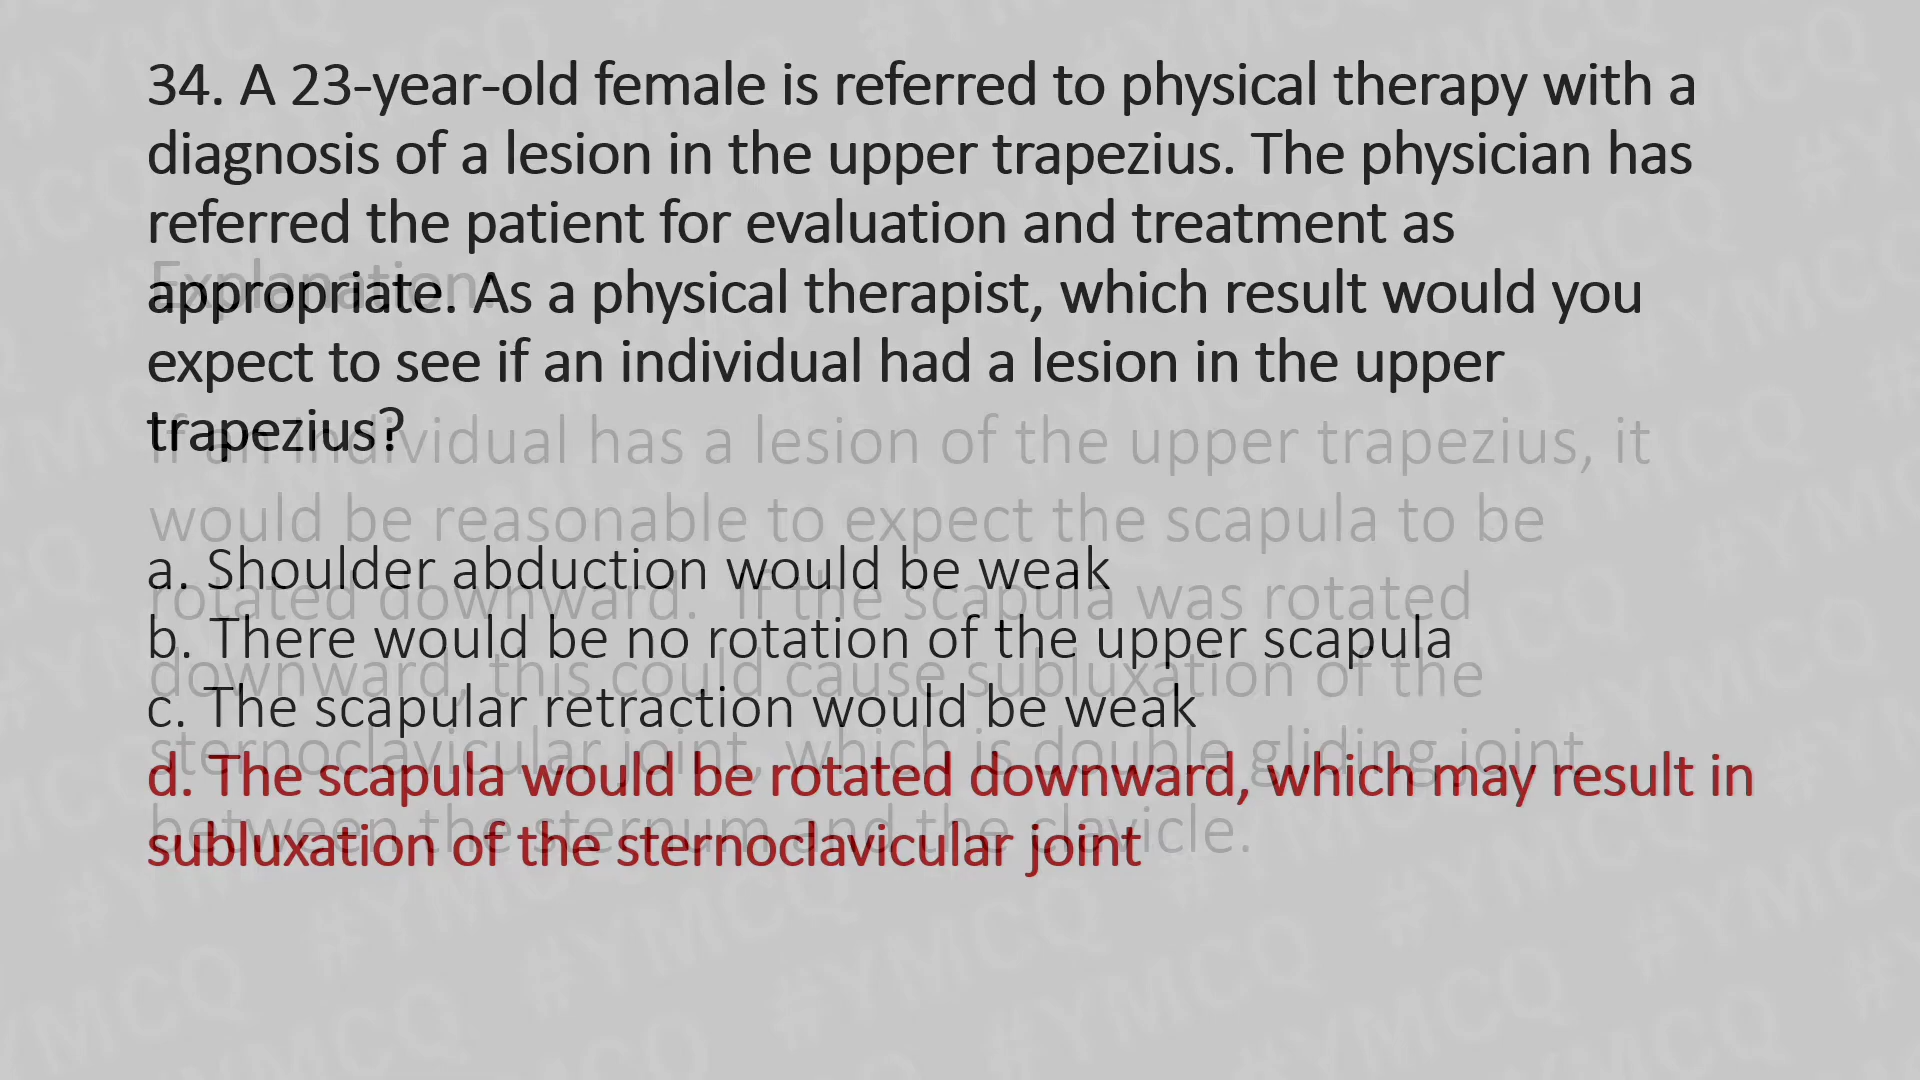 34. A 23-year-old female is referred to physical therapy with a
diagnosis of a lesion in the upper trapezius. The physician has
referred the patient for evaluation and treatment as
appropriate. As a physical therapist, which result would you
expect to see if an individual had a lesion in the upper
trapezius?
a. Shoulder abduction would be weak
b. There would be no rotation of the upper scapula
c. The scapular retraction would be weak
d. The scapula would be rotated downward, which may result in
subluxation of the sternoclavicular joint
Explanation:
If an individual has a lesion of the upper trapezius, it
would be reasonable to expect the scapula to be
rotated downward. If the scapula was rotated
downward, this could cause subluxation of the
sternoclavicular joint, which is double gliding joint
between the sternum and the clavicle.
#YMCQ